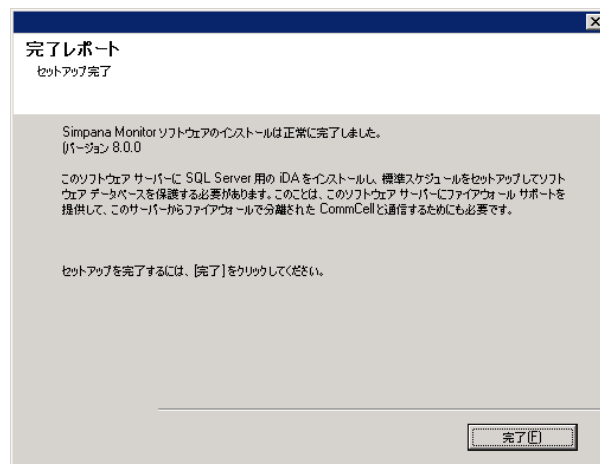 完了レポート
セットアップ完了
Simpana Monitor ソフトウェアのインストールは正常に完了しました。
(バージョン 8.0.0
このソフトウェア サーバーに SQL Server 用の iDA をインストールし、標準スケジュールをセットアップしてソフト
ウェア データベースを保護する必要があります。このことは、このソフトウェア サーバーにファイアウォール サポートを
提供して、このサーバーからファイアウォールで分離された CommCellと通信するためにも必要です。
セットアップを完了するには、[完了]をクリックしてください。
完了(F)